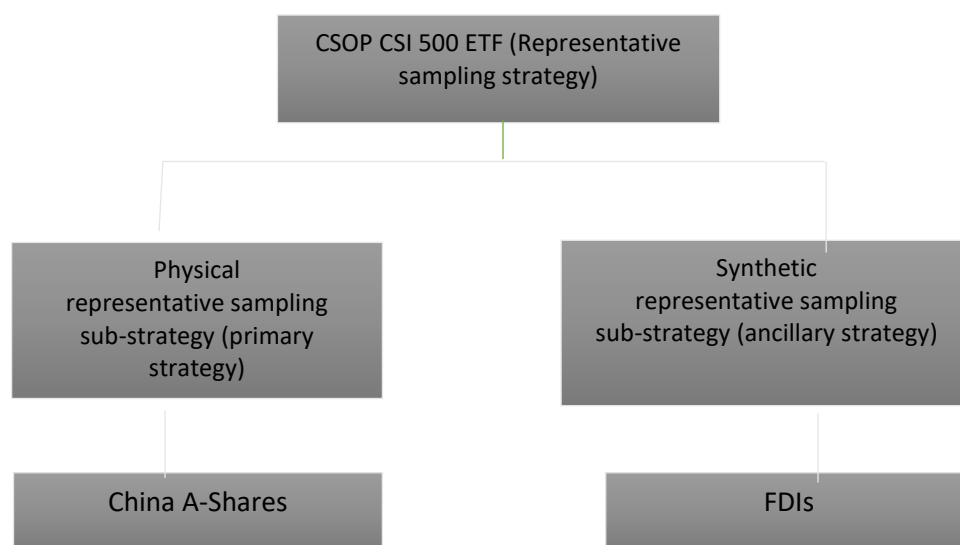 CSOP CSI 500 ETF (Representative
sampling strategy)
Physical
representative sampling
sub-strategy (primary
strategy)
Synthetic
representative sampling
sub-strategy (ancillary strategy)
China A-Shares
FDIs